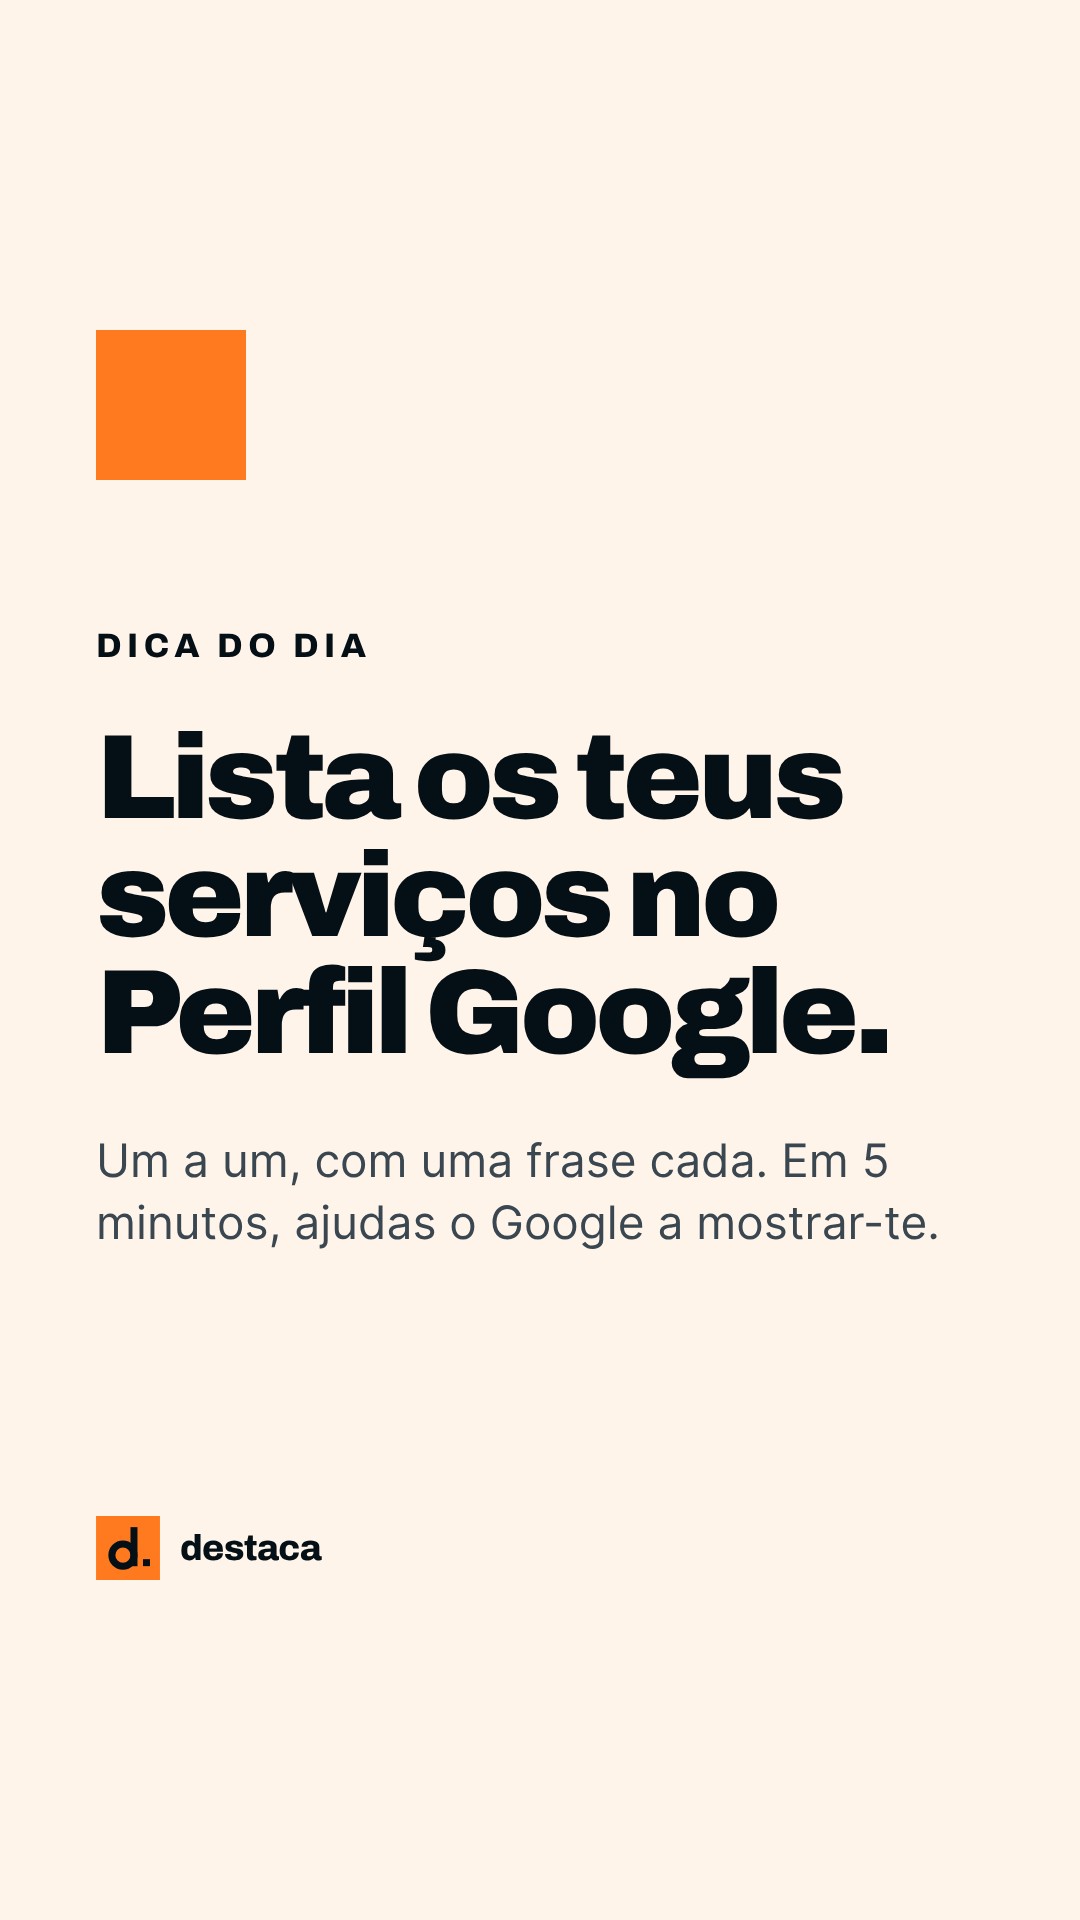 DICA DO DIA
Lista os teus
serviços no
Perfil Google.
Um a um, com uma frase cada. Em 5
minutos, ajudas o Google a mostrar-te.
d. destaca